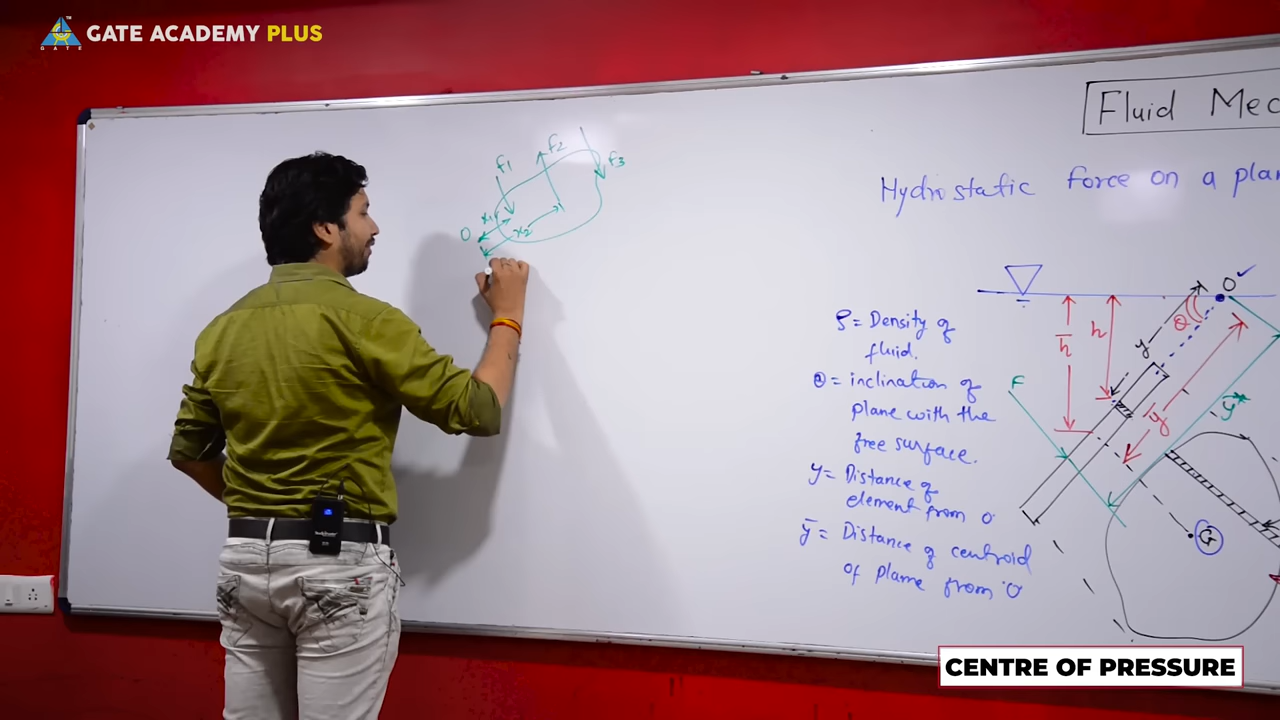 GATE ACADEMY PLUS
GATE
Fluid Mec
Hydrostatic force on a plan
f1
f2
f3
x1
x2
O
ρ = Density of
fluid.
θ = inclination of
plane with the
free surface.
y = Distance of
element from o
ȳ = Distance of centroid
of plane from 'O'
O
θ
h̄
h
y
ȳ
y*
F
G
CENTRE OF PRESSURE